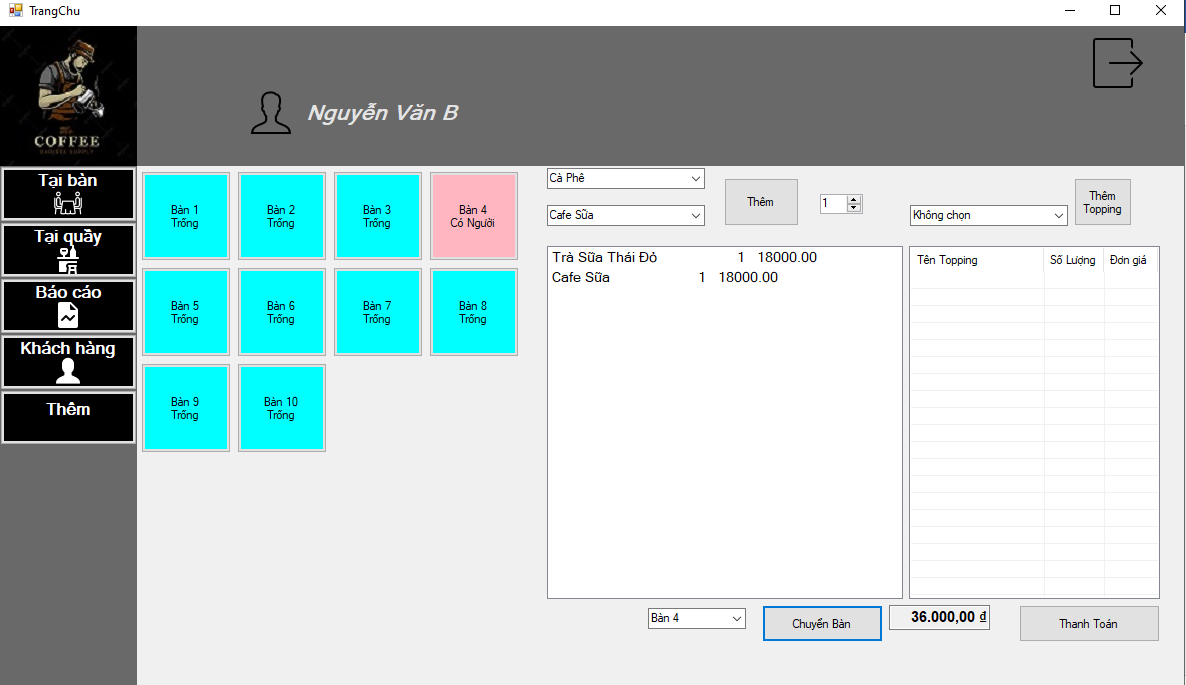 TrangChu
The
COFFEE
Nguyễn Văn B
Tại bàn
Tại quầy
Báo cáo
Khách hàng
Thêm
Bàn 1
Trống
Bàn 2
Trống
Bàn 3
Trống
Bàn 4
Có Người
Bàn 5
Trống
Bàn 6
Trống
Bàn 7
Trống
Bàn 8
Trống
Bàn 9
Trống
Bàn 10
Trống
Cà Phê
Cafe Sữa
Thêm
1
Không chọn
Thêm
Topping
Trà Sữa Thái Đỏ 1 18000.00
Cafe Sữa 1 18000.00
Tên Topping Số Lượng Đơn giá
Bàn 4
Chuyển Bàn
36.000,00 ₫
Thanh Toán